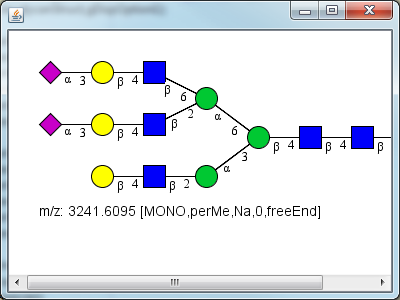 α 3 β 4 β 6
α 3 β 4 β 2 α 6
β 4 β 2 α 3 β 4 β 4 β
m/z: 3241.6095 [MONO,perMe,Na,0,freeEnd]